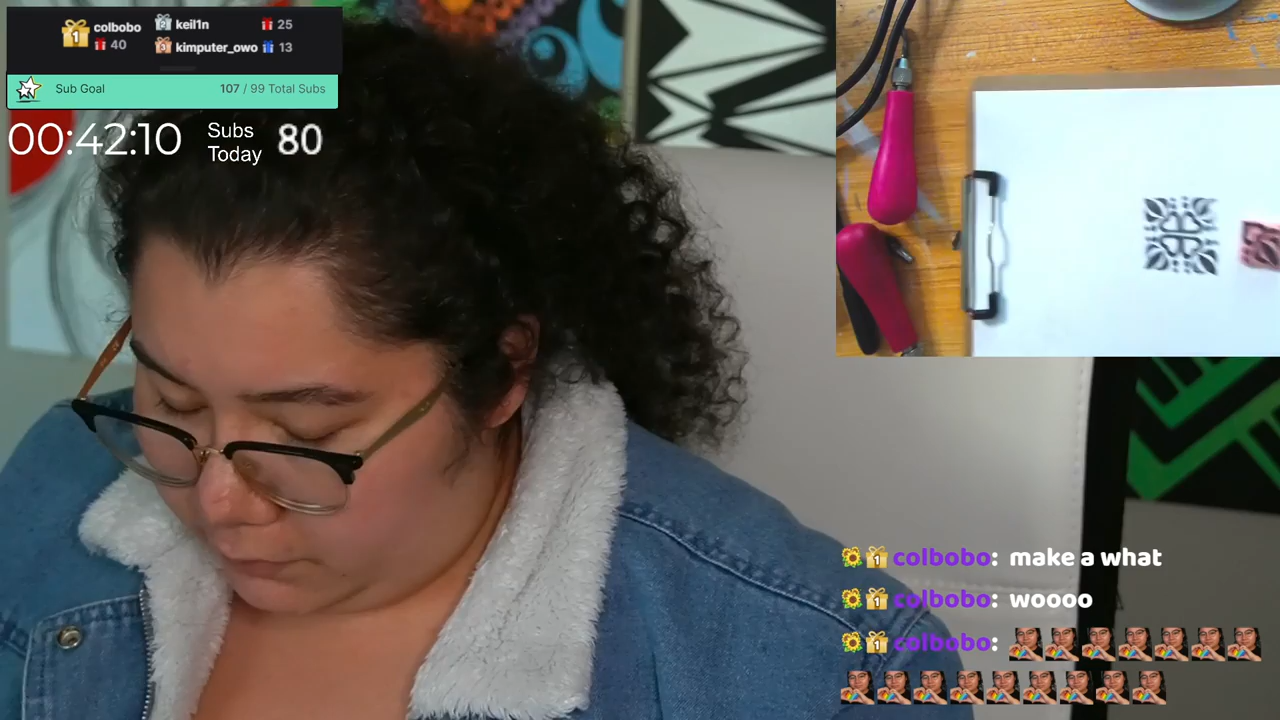 colbobo
40
keil1n
25
kimputer_owo
13
Sub Goal
107 / 99 Total Subs
00:42:10
Subs
Today
80
colbobo: make a what
colbobo: woooo
colbobo: